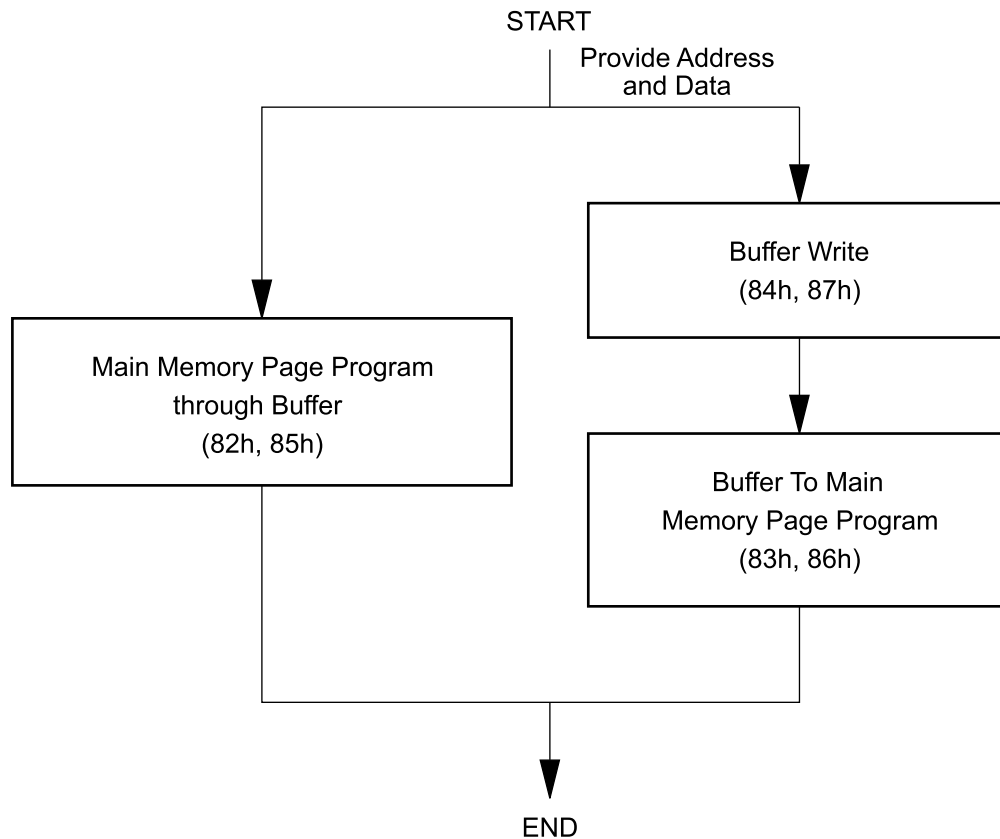 START
Provide Address
and Data
Buffer Write
(84h, 87h)
Main Memory Page Program
through Buffer
(82h, 85h)
Buffer To Main
Memory Page Program
(83h, 86h)
END